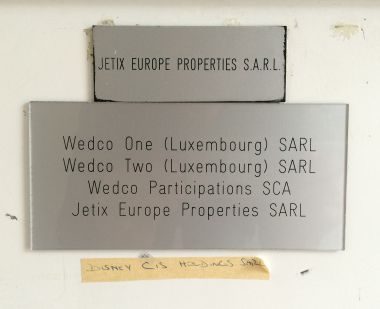 JETIX EUROPE PROPERTIES S.A.R.L.
Wedco One (Luxembourg) SARL
Wedco Two (Luxembourg) SARL
Wedco Participations SCA
Jetix Europe Properties SARL
DISNEY CIS HOLDINGS SARL